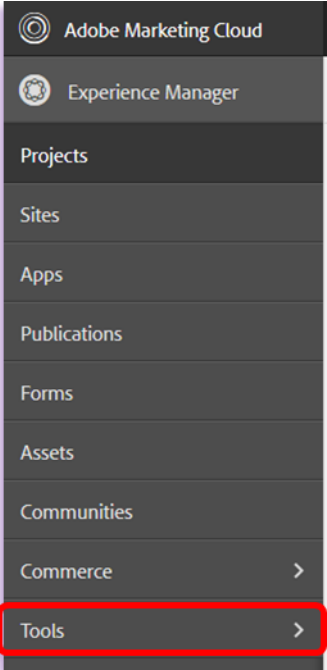 Adobe Marketing Cloud
Experience Manager
Projects
Sites
Apps
Publications
Forms
Assets
Communities
Commerce
Tools